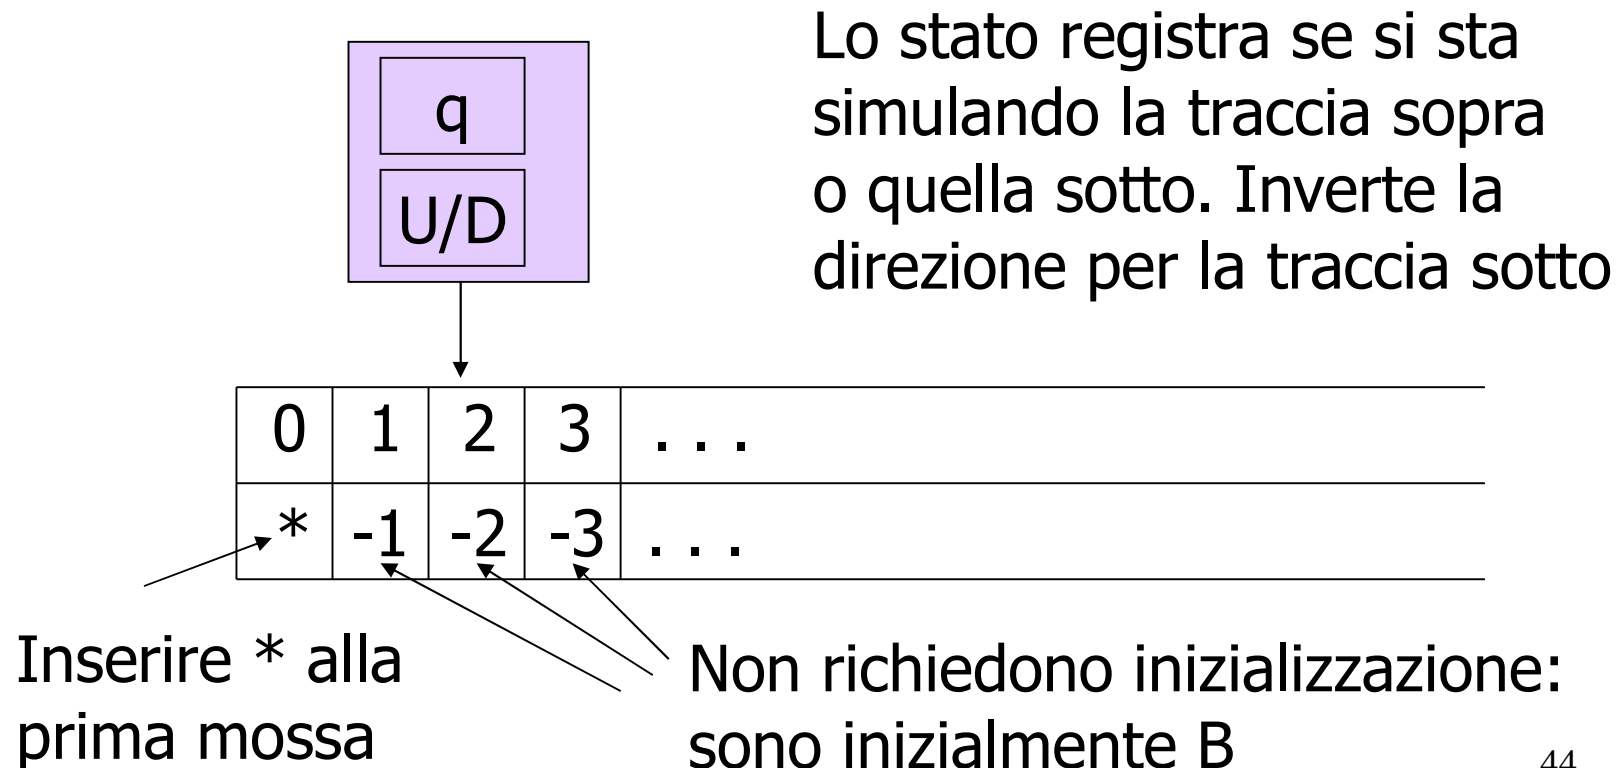 Lo stato registra se si sta
simulando la traccia sopra
o quella sotto. Inverte la
direzione per la traccia sotto
q
U/D
0 1 2 3 . . .
* -1 -2 -3 . . .
Inserire * alla
prima mossa
Non richiedono inizializzazione:
sono inizialmente B
44